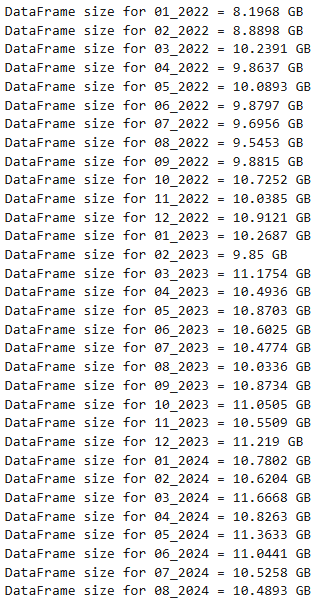 DataFrame size for 01_2022 = 8.1968 GB
DataFrame size for 02_2022 = 8.8898 GB
DataFrame size for 03_2022 = 10.2391 GB
DataFrame size for 04_2022 = 9.8637 GB
DataFrame size for 05_2022 = 10.0893 GB
DataFrame size for 06_2022 = 9.8797 GB
DataFrame size for 07_2022 = 9.6956 GB
DataFrame size for 08_2022 = 9.5453 GB
DataFrame size for 09_2022 = 9.8815 GB
DataFrame size for 10_2022 = 10.7252 GB
DataFrame size for 11_2022 = 10.0385 GB
DataFrame size for 12_2022 = 10.9121 GB
DataFrame size for 01_2023 = 10.2687 GB
DataFrame size for 02_2023 = 9.85 GB
DataFrame size for 03_2023 = 11.1754 GB
DataFrame size for 04_2023 = 10.4936 GB
DataFrame size for 05_2023 = 10.8703 GB
DataFrame size for 06_2023 = 10.6025 GB
DataFrame size for 07_2023 = 10.4774 GB
DataFrame size for 08_2023 = 10.0336 GB
DataFrame size for 09_2023 = 10.8734 GB
DataFrame size for 10_2023 = 11.0505 GB
DataFrame size for 11_2023 = 10.5509 GB
DataFrame size for 12_2023 = 11.219 GB
DataFrame size for 01_2024 = 10.7802 GB
DataFrame size for 02_2024 = 10.6204 GB
DataFrame size for 03_2024 = 11.6668 GB
DataFrame size for 04_2024 = 10.8263 GB
DataFrame size for 05_2024 = 11.3633 GB
DataFrame size for 06_2024 = 11.0441 GB
DataFrame size for 07_2024 = 10.5258 GB
DataFrame size for 08_2024 = 10.4893 GB